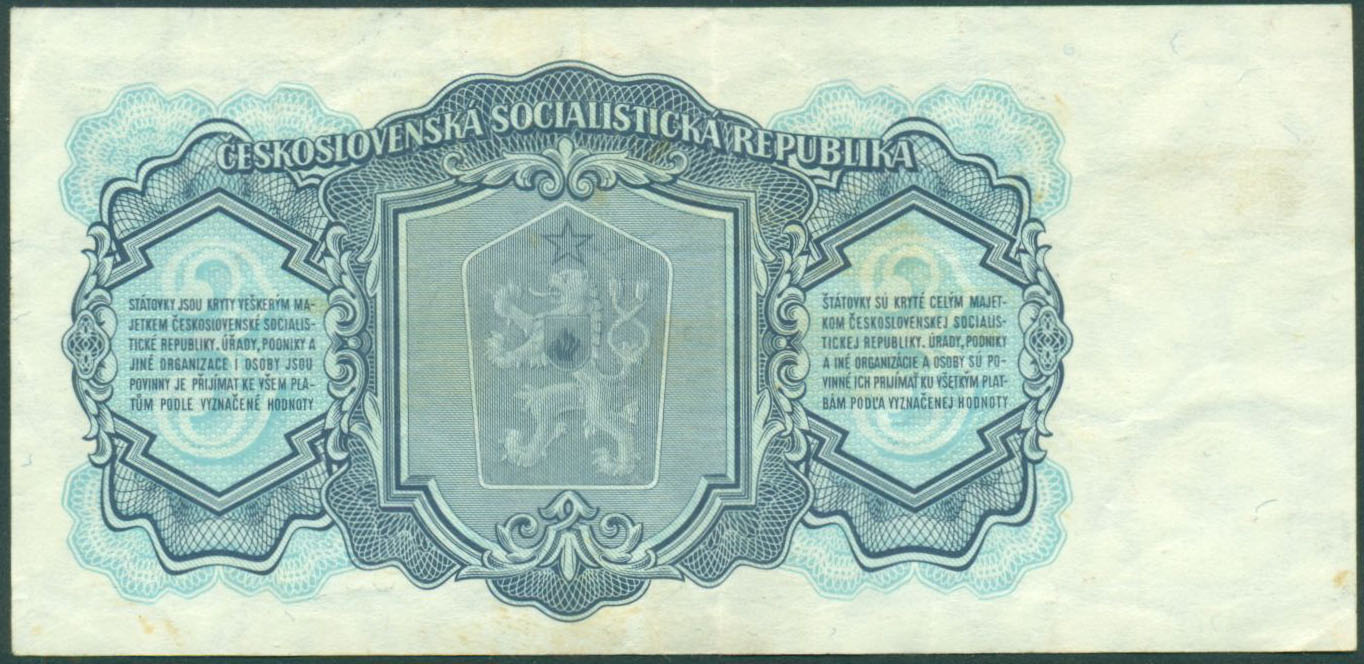 ČESKOSLOVENSKÁ SOCIALISTICKÁ REPUBLIKA
3
STÁTOVKY JSOU KRYTY VEŠKERÝM MA-
JETKEM ČESKOSLOVENSKÉ SOCIALIS-
TICKÉ REPUBLIKY. ÚŘADY, PODNIKY A
JINÉ ORGANIZACE I OSOBY JSOU
POVINNY JE PŘIJÍMAT KE VŠEM PLA-
TŮM PODLE VYZNAČENÉ HODNOTY
3
ŠTÁTOVKY SÚ KRYTÉ CELÝM MAJET-
KOM ČESKOSLOVENSKEJ SOCIALIS-
TICKEJ REPUBLIKY. ÚRADY, PODNIKY
A INÉ ORGANIZÁCIE A OSOBY SÚ PO-
VINNÉ ICH PRIJÍMAŤ KU VŠETKÝM PLAT-
BÁM PODĽA VYZNAČENEJ HODNOTY